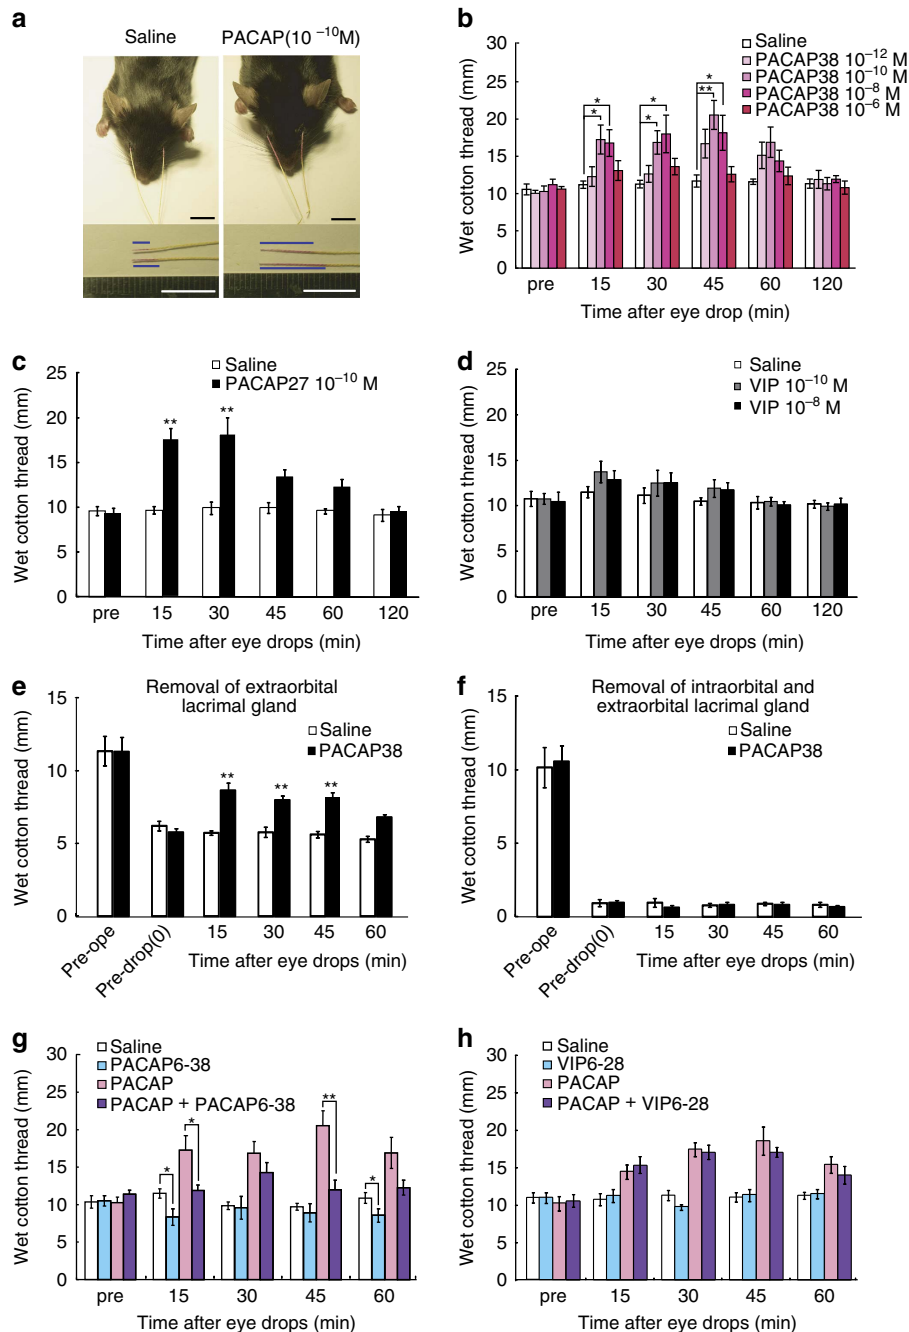 a
Saline PACAP(10 −10M)
b
Wet cotton thread (mm)
30
25
20
15
10
5
0
Saline
PACAP38 10−12 M
PACAP38 10−10 M
PACAP38 10−8 M
PACAP38 10−6 M
* *
* *
** *
pre 15 30 45 60 120
Time after eye drop (min)
c
Wet cotton thread (mm)
25
20
15
10
5
0
Saline
PACAP27 10−10 M
** **
pre 15 30 45 60 120
Time after eye drops (min)
d
Wet cotton thread (mm)
25
20
15
10
5
0
Saline
VIP 10−10 M
VIP 10−8 M
pre 15 30 45 60 120
Time after eye drops (min)
e
Removal of extraorbital
lacrimal gland
Wet cotton thread (mm)
15
10
5
0
Saline
PACAP38
** ** **
Pre-ope Pre-drop(0) 15 30 45 60
Time after eye drops (min)
f
Removal of intraorbital and
extraorbital lacrimal gland
Wet cotton thread (mm)
15
10
5
0
Saline
PACAP38
Pre-ope Pre-drop(0) 15 30 45 60
Time after eye drops (min)
g
Wet cotton thread (mm)
30
25
20
15
10
5
0
Saline
PACAP6-38
PACAP
PACAP + PACAP6-38
* * ** *
pre 15 30 45 60
Time after eye drops (min)
h
Wet cotton thread (mm)
30
25
20
15
10
5
0
Saline
VIP6-28
PACAP
PACAP + VIP6-28
pre 15 30 45 60
Time after eye drops (min)